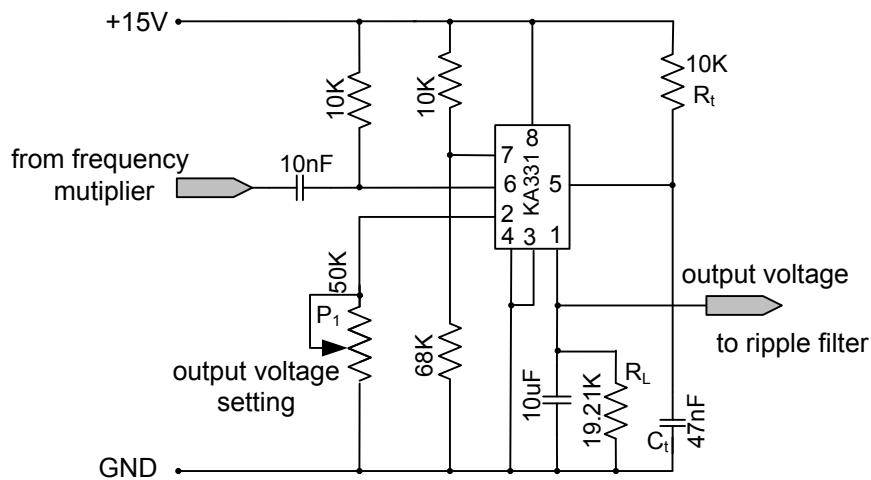 +15V
10K
10K
10K
Rt
8
7
from frequency
mutiplier
10nF
6
5
KA331
2
4
3
1
50K
P1
output voltage
setting
68K
output voltage
to ripple filter
10uF
19.21K
RL
Ct
47nF
GND